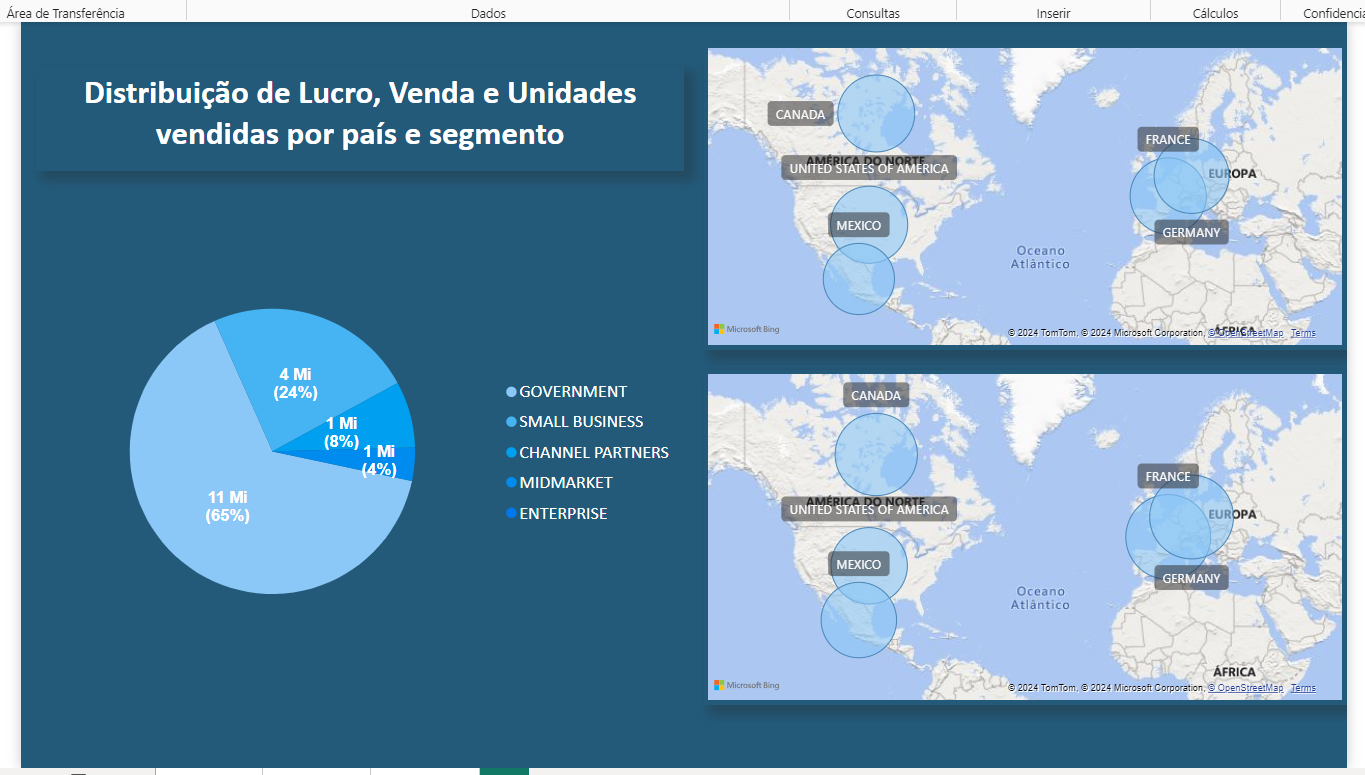 Área de Transferência
Dados
Consultas
Inserir
Cálculos
Confidencia
Distribuição de Lucro, Venda e Unidades
vendidas por país e segmento
4 Mi
(24%)
1 Mi
(8%)
1 Mi
(4%)
11 Mi
(65%)
GOVERNMENT
SMALL BUSINESS
CHANNEL PARTNERS
MIDMARKET
ENTERPRISE
CANADA
AMÉRICA DO NORTE
UNITED STATES OF AMERICA
MEXICO
FRANCE
EUROPA
GERMANY
Oceano
Atlântico
ÁFRICA
Microsoft Bing
© 2024 TomTom, © 2024 Microsoft Corporation, © OpenStreetMap Terms
CANADA
AMÉRICA DO NORTE
UNITED STATES OF AMERICA
MEXICO
FRANCE
EUROPA
GERMANY
Oceano
Atlântico
ÁFRICA
Microsoft Bing
© 2024 TomTom, © 2024 Microsoft Corporation, © OpenStreetMap Terms